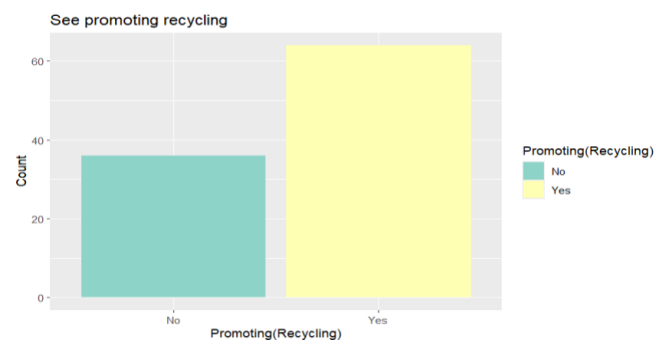 See promoting recycling
60
40
20
0
Count
No
Yes
Promoting(Recycling)
Promoting(Recycling)
No
Yes